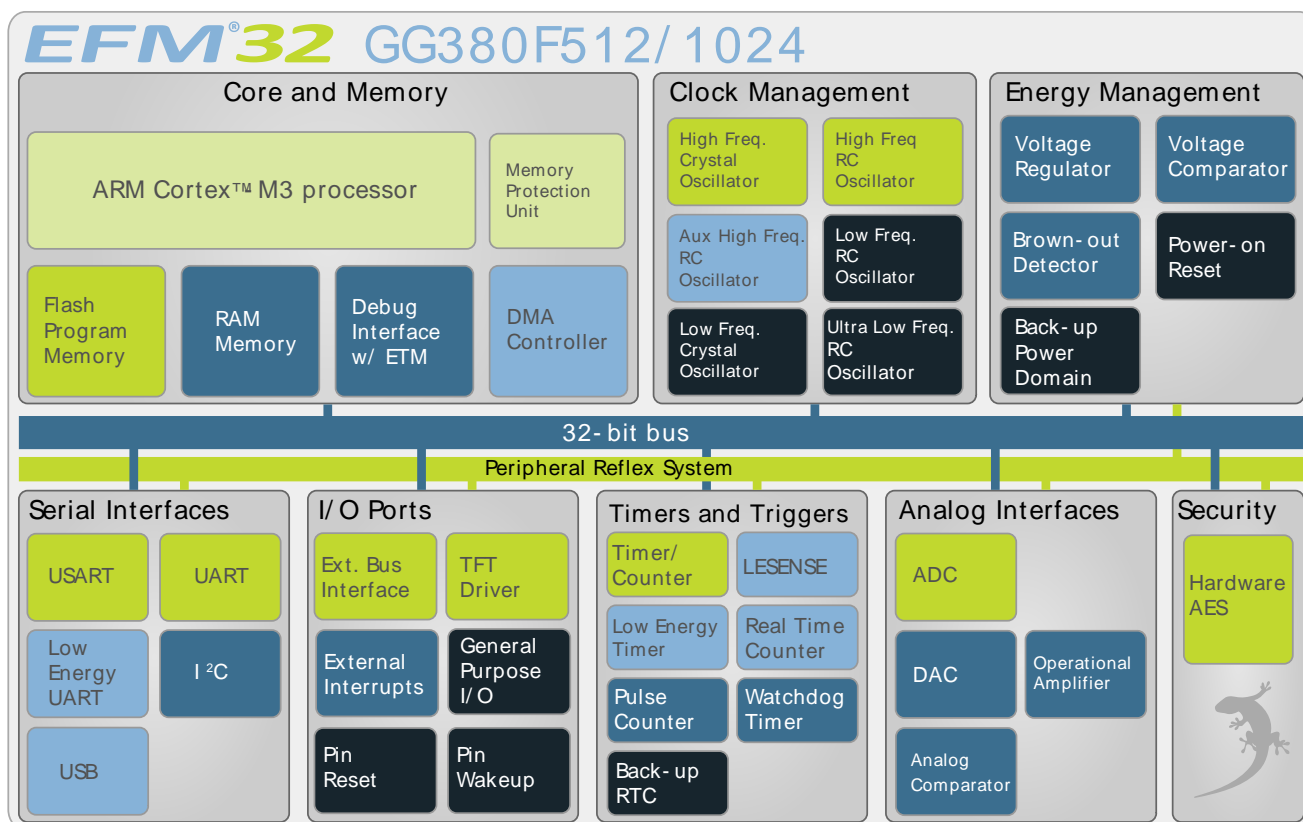 EFM®32 GG380F512/1024
Core and Memory
ARM Cortex™ M3 processor
Memory
Protection
Unit
Flash
Program
Memory
RAM
Memory
Debug
Interface
w/ ETM
DMA
Controller
Clock Management
High Freq.
Crystal
Oscillator
High Freq
RC
Oscillator
Aux High Freq.
RC
Oscillator
Low Freq.
RC
Oscillator
Low Freq.
Crystal
Oscillator
Ultra Low Freq.
RC
Oscillator
Energy Management
Voltage
Regulator
Voltage
Comparator
Brown-out
Detector
Power-on
Reset
Back-up
Power
Domain
32-bit bus
Peripheral Reflex System
Serial Interfaces
USART
UART
Low
Energy
UART
I²C
USB
I/O Ports
Ext. Bus
Interface
TFT
Driver
External
Interrupts
General
Purpose
I/O
Pin
Reset
Pin
Wakeup
Timers and Triggers
Timer/
Counter
LESENSE
Low Energy
Timer
Real Time
Counter
Pulse
Counter
Watchdog
Timer
Back-up
RTC
Analog Interfaces
ADC
DAC
Operational
Amplifier
Analog
Comparator
Security
Hardware
AES